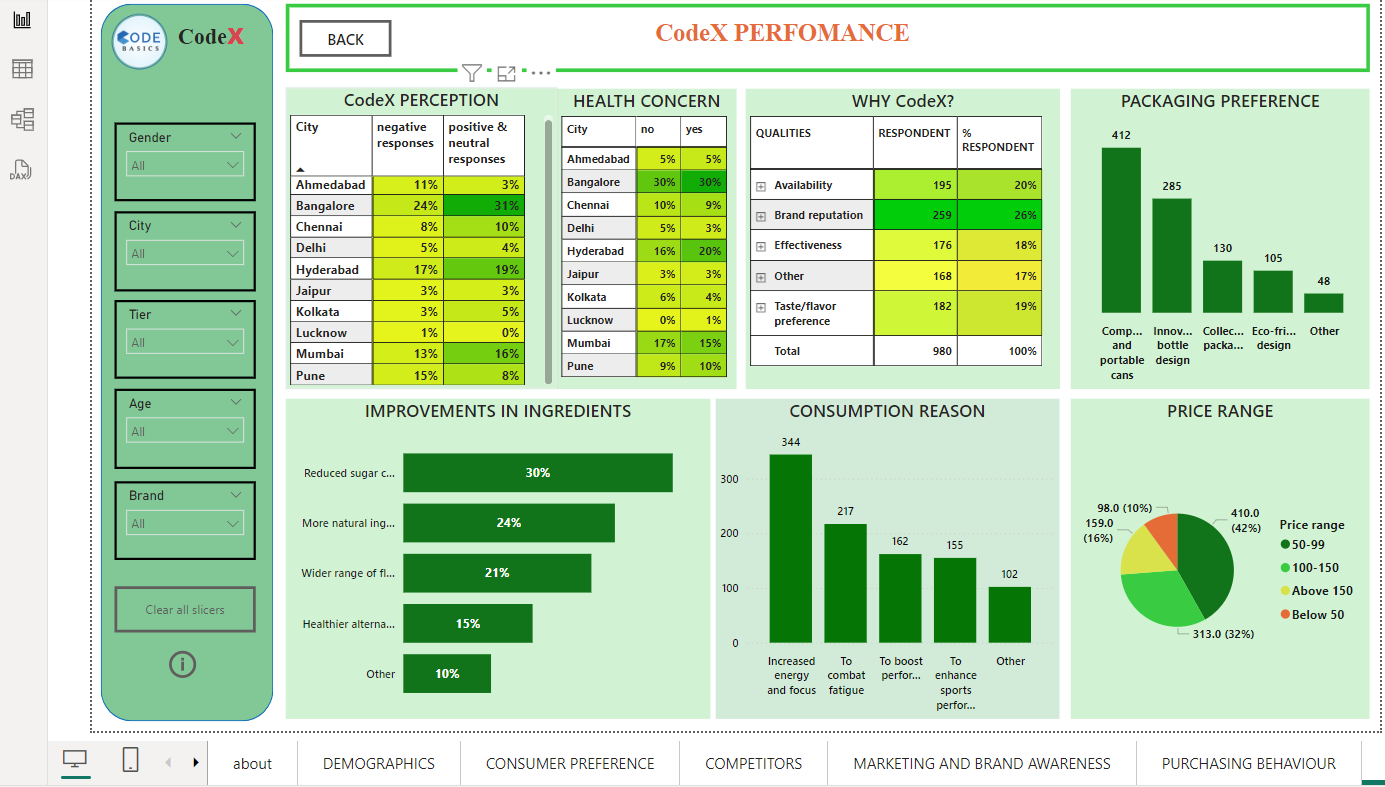 CODE
BASICS
CodeX
BACK
CodeX PERFOMANCE
Gender
All
City
All
Tier
All
Age
All
Brand
All
Clear all slicers
CodeX PERCEPTION
City negative responses positive & neutral responses
Ahmedabad 11% 3%
Bangalore 24% 31%
Chennai 8% 10%
Delhi 5% 4%
Hyderabad 17% 19%
Jaipur 3% 3%
Kolkata 3% 5%
Lucknow 1% 0%
Mumbai 13% 16%
Pune 15% 8%
HEALTH CONCERN
City no yes
Ahmedabad 5% 5%
Bangalore 30% 30%
Chennai 10% 9%
Delhi 5% 3%
Hyderabad 16% 20%
Jaipur 3% 3%
Kolkata 6% 4%
Lucknow 0% 1%
Mumbai 17% 15%
Pune 9% 10%
WHY CodeX?
QUALITIES RESPONDENT % RESPONDENT
Availability 195 20%
Brand reputation 259 26%
Effectiveness 176 18%
Other 168 17%
Taste/flavor preference 182 19%
Total 980 100%
PACKAGING PREFERENCE
412
285
130
105
48
Comp... and portable cans
Innov... bottle design
Collec... packa...
Eco-fri... design
Other
IMPROVEMENTS IN INGREDIENTS
Reduced sugar c... 30%
More natural ing... 24%
Wider range of fl... 21%
Healthier alterna... 15%
Other 10%
CONSUMPTION REASON
300
200
100
0
344
217
162
155
102
Increased energy and focus
To combat fatigue
To boost perfor...
To enhance sports perfor...
Other
PRICE RANGE
98.0 (10%)
159.0 (16%)
410.0 (42%)
313.0 (32%)
Price range
50-99
100-150
Above 150
Below 50
DAX
about
DEMOGRAPHICS
CONSUMER PREFERENCE
COMPETITORS
MARKETING AND BRAND AWARENESS
PURCHASING BEHAVIOUR